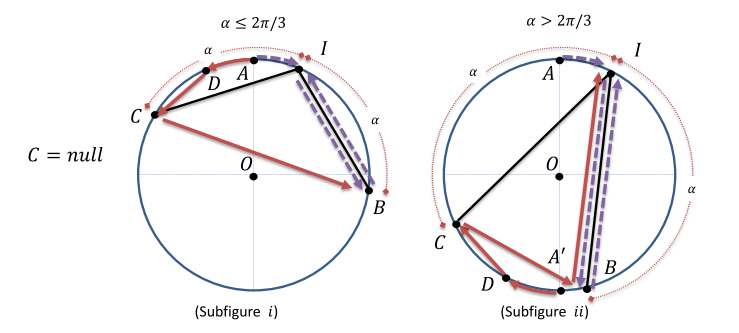 α ≤ 2π/3
α
I
A
D
C
α
C = null
O
B
(Subfigure i)
α > 2π/3
I
A
α
O
α
C
A′
B
D
(Subfigure ii)